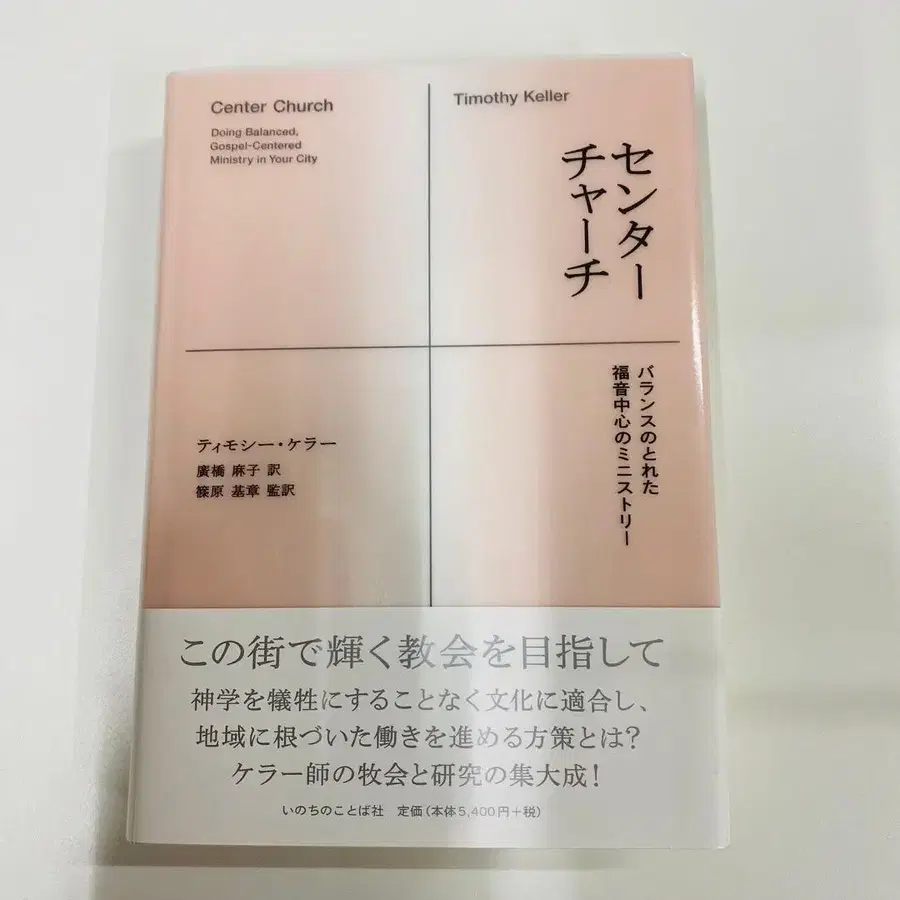 Center Church
Doing Balanced,
Gospel-Centered
Ministry in Your City
Timothy Keller
センター
チャーチ
バランスのとれた
福音中心のミニストリー
ティモシー・ケラー
廣橋 麻子 訳
篠原 基章 監訳
この街で輝く教会を目指して
神学を犠牲にすることなく文化に適合し、
地域に根づいた働きを進める方策とは?
ケラー師の牧会と研究の集大成!
いのちのことば社 定価(本体5,400円+税)